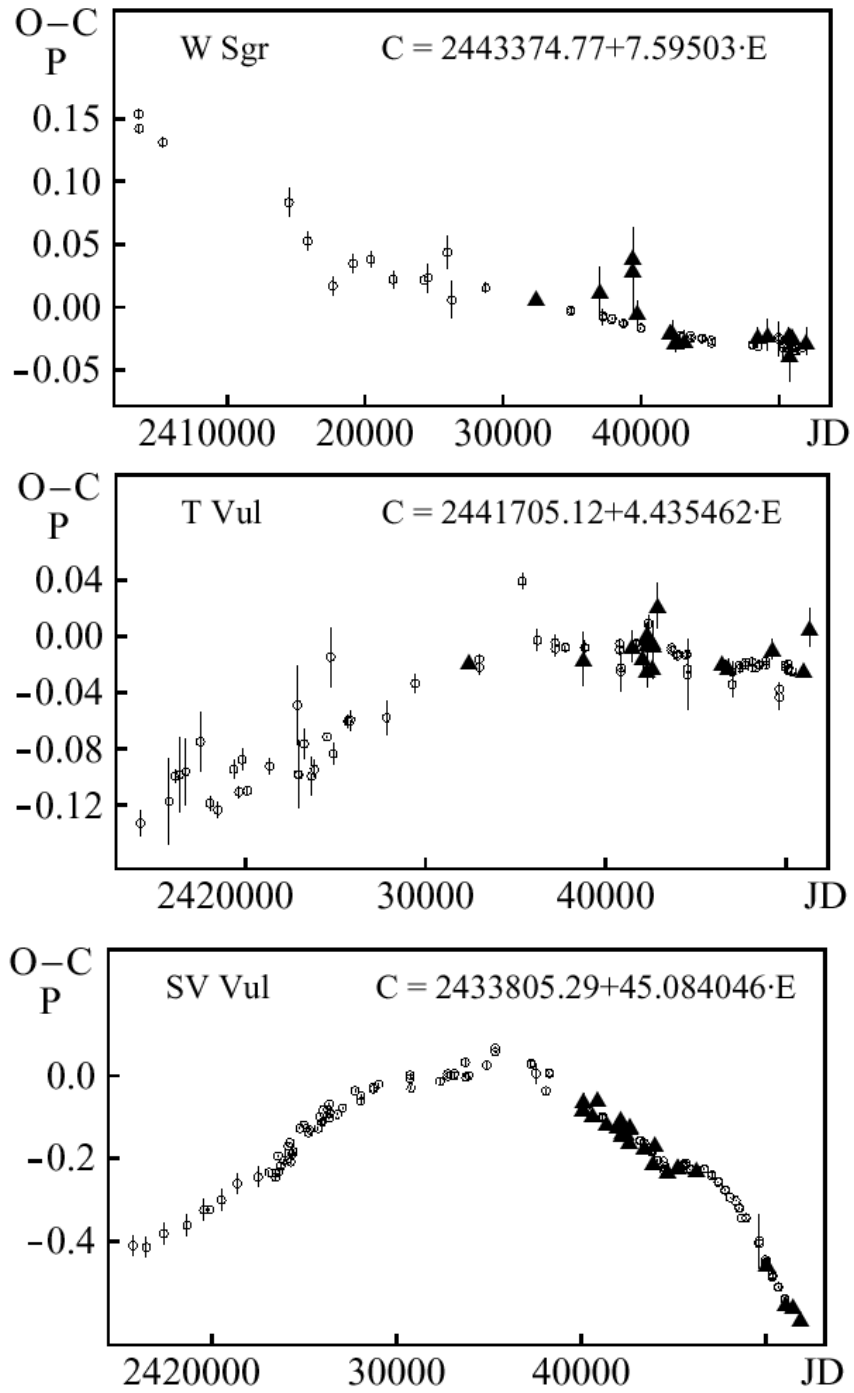 O–C
P
W Sgr C = 2443374.77+7.59503·E
0.15
0.10
0.05
0.00
–0.05
2410000 20000 30000 40000 JD
O–C
P
T Vul C = 2441705.12+4.435462·E
0.04
0.00
–0.04
–0.08
–0.12
2420000 30000 40000 JD
O–C
P
SV Vul C = 2433805.29+45.084046·E
0.0
–0.2
–0.4
2420000 30000 40000 JD